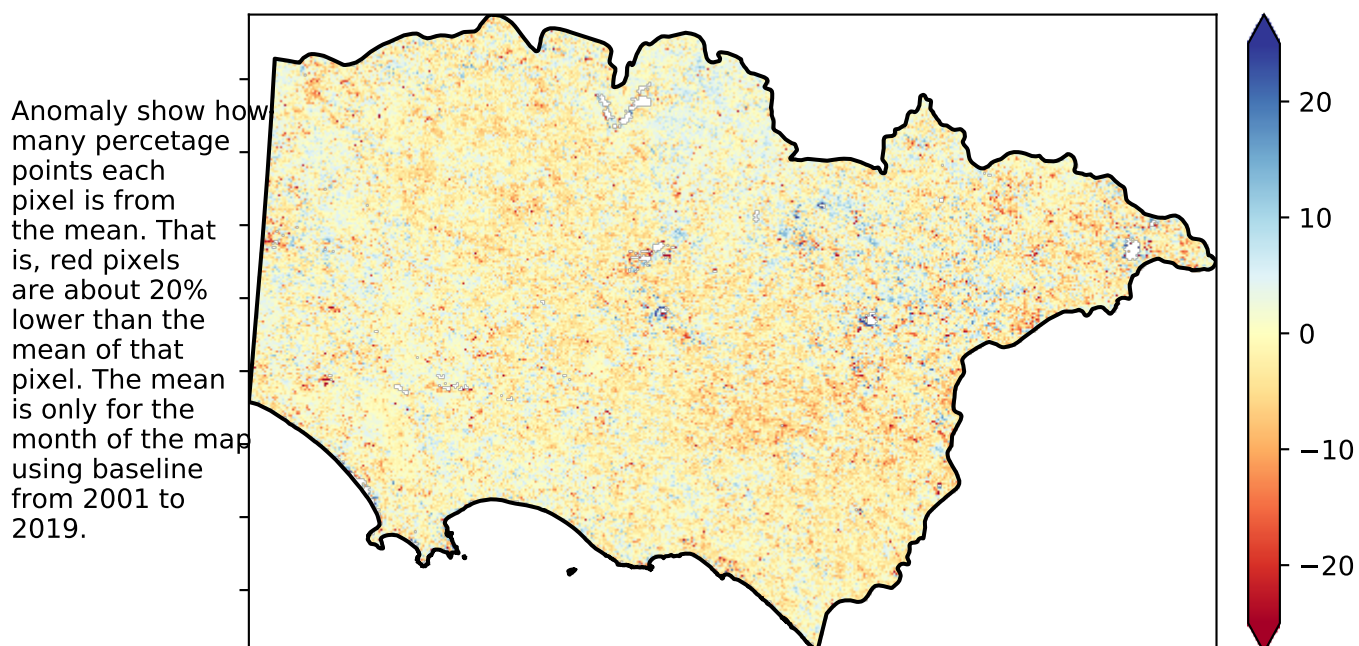 Anomaly show how
many percetage
points each
pixel is from
the mean. That
is, red pixels
are about 20%
lower than the
mean of that
pixel. The mean
is only for the
month of the map
using baseline
from 2001 to
2019.
20
10
0
−10
−20